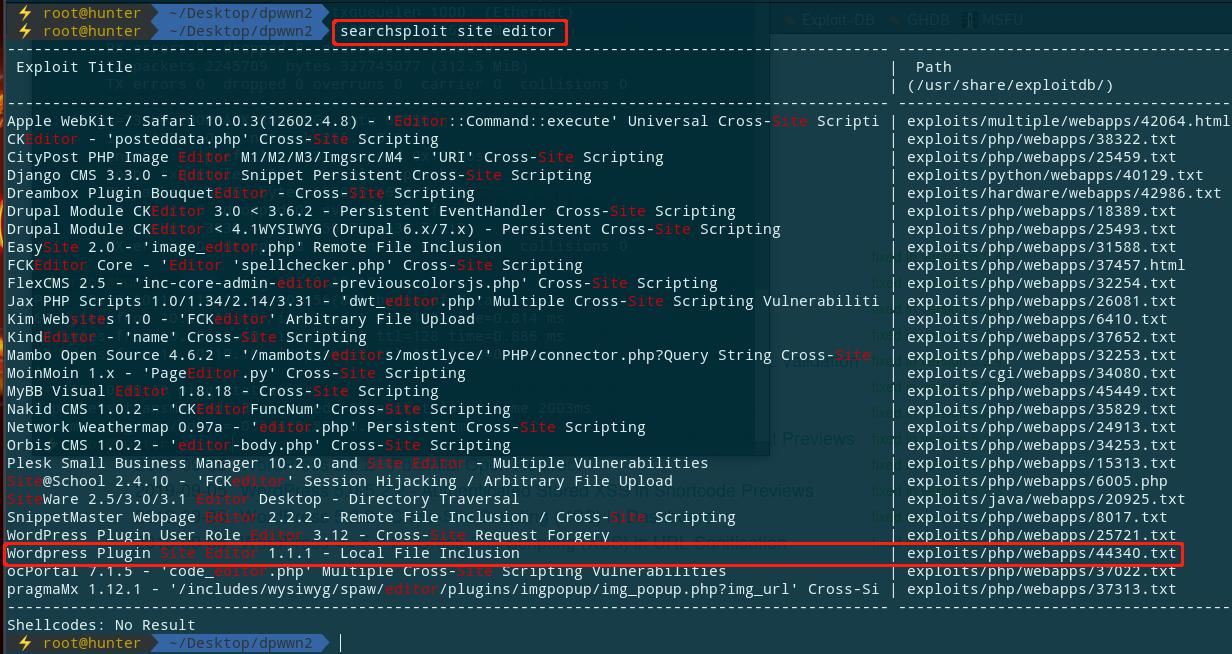 root@hunter ~/Desktop/dpwwn2
root@hunter ~/Desktop/dpwwn2 searchsploit site editor
Exploit Title | Path
| (/usr/share/exploitdb/)
Apple WebKit / Safari 10.0.3(12602.4.8) - 'Editor::Command::execute' Universal Cross-Site Scripti | exploits/multiple/webapps/42064.html
CKEditor - 'posteddata.php' Cross-Site Scripting | exploits/php/webapps/38322.txt
CityPost PHP Image Editor M1/M2/M3/Imgsrc/M4 - 'URI' Cross-Site Scripting | exploits/php/webapps/25459.txt
Django CMS 3.3.0 - Editor Snippet Persistent Cross-Site Scripting | exploits/python/webapps/40129.txt
Dreambox Plugin BouquetEditor - Cross-Site Scripting | exploits/hardware/webapps/42986.txt
Drupal Module CKEditor 3.0 < 3.6.2 - Persistent EventHandler Cross-Site Scripting | exploits/php/webapps/18389.txt
Drupal Module CKEditor < 4.1WYSIWYG (Drupal 6.x/7.x) - Persistent Cross-Site Scripting | exploits/php/webapps/25493.txt
EasySite 2.0 - 'image_editor.php' Remote File Inclusion | exploits/php/webapps/31588.txt
FCKEditor Core - 'Editor 'spellchecker.php' Cross-Site Scripting | exploits/php/webapps/37457.html
FlexCMS 2.5 - 'inc-core-admin-editor-previouscolorsjs.php' Cross-Site Scripting | exploits/php/webapps/32254.txt
Jax PHP Scripts 1.0/1.34/2.14/3.31 - 'dwt_editor.php' Multiple Cross-Site Scripting Vulnerabiliti | exploits/php/webapps/26081.txt
Kim Websites 1.0 - 'FCKeditor' Arbitrary File Upload | exploits/php/webapps/6410.txt
KindEditor - 'name' Cross-Site Scripting | exploits/php/webapps/37652.txt
Mambo Open Source 4.6.2 - '/mambots/editors/mostlyce/' PHP/connector.php?Query String Cross-Site | exploits/php/webapps/32253.txt
MoinMoin 1.x - 'PageEditor.py' Cross-Site Scripting | exploits/cgi/webapps/34080.txt
MyBB Visual Editor 1.8.18 - Cross-Site Scripting | exploits/php/webapps/45449.txt
Nakid CMS 1.0.2 - 'CKEditorFuncNum' Cross-Site Scripting | exploits/php/webapps/35829.txt
Network Weathermap 0.97a - 'editor.php' Persistent Cross-Site Scripting | exploits/php/webapps/24913.txt
Orbis CMS 1.0.2 - 'editor-body.php' Cross-Site Scripting | exploits/php/webapps/34253.txt
Plesk Small Business Manager 10.2.0 and Site Editor - Multiple Vulnerabilities | exploits/php/webapps/15313.txt
Site@School 2.4.10 - 'FCKeditor' Session Hijacking / Arbitrary File Upload | exploits/php/webapps/6005.php
SiteWare 2.5/3.0/3.1 Editor Desktop - Directory Traversal | exploits/java/webapps/20925.txt
SnippetMaster Webpage Editor 2.2.2 - Remote File Inclusion / Cross-Site Scripting | exploits/php/webapps/8017.txt
WordPress Plugin User Role Editor 3.12 - Cross-Site Request Forgery | exploits/php/webapps/25721.txt
Wordpress Plugin Site Editor 1.1.1 - Local File Inclusion | exploits/php/webapps/44340.txt
ocPortal 7.1.5 - 'code_editor.php' Multiple Cross-Site Scripting Vulnerabilities | exploits/php/webapps/37022.txt
pragmaMx 1.12.1 - '/includes/wysiwyg/spaw/editor/plugins/imgpopup/img_popup.php?img_url' Cross-Si | exploits/php/webapps/37313.txt
Shellcodes: No Result
root@hunter ~/Desktop/dpwwn2